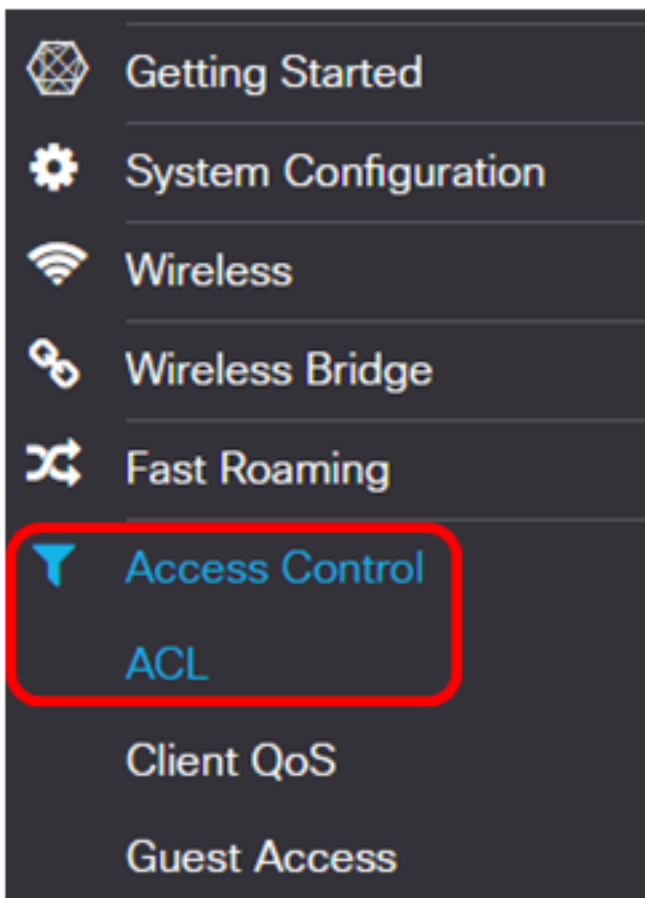 Getting Started
System Configuration
Wireless
Wireless Bridge
Fast Roaming
Access Control
ACL
Client QoS
Guest Access